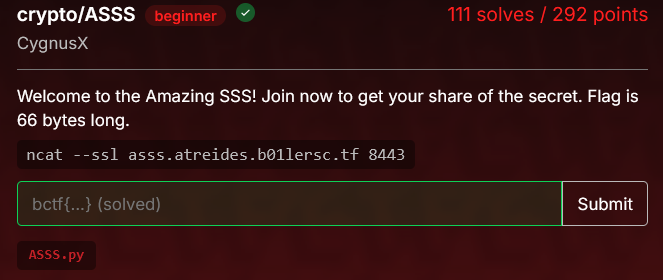 crypto/ASSS beginner 111 solves / 292 points
CygnusX
Welcome to the Amazing SSS! Join now to get your share of the secret. Flag is
66 bytes long.
ncat --ssl asss.atreides.b01lersc.tf 8443
bctf{...} (solved) Submit
ASSS.py